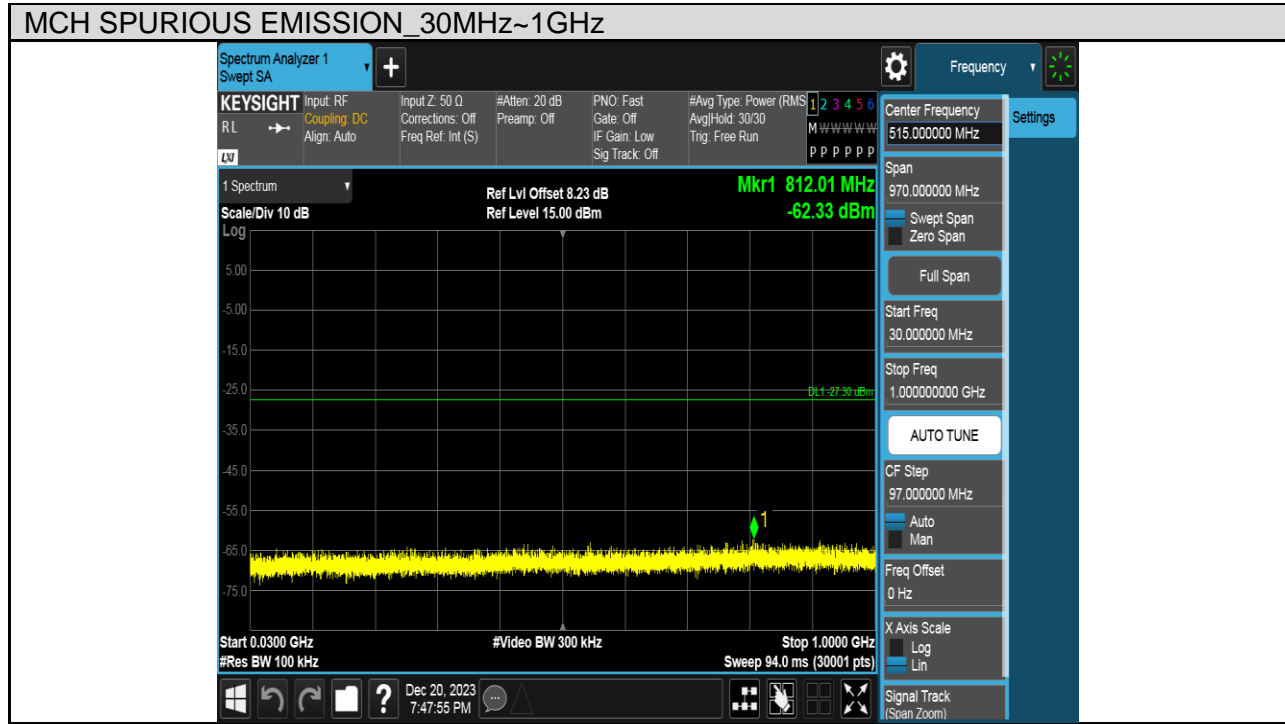 MCH SPURIOUS EMISSION_30MHz~1GHz
Spectrum Analyzer 1
Swept SA
+
Frequency
KEYSIGHT
RL
LXI
Input: RF
Coupling: DC
Align: Auto
Input Z: 50 Ω
Corrections: Off
Freq Ref: Int (S)
#Atten: 20 dB
Preamp: Off
PNO: Fast
Gate: Off
IF Gain: Low
Sig Track: Off
#Avg Type: Power (RMS
Avg|Hold: 30/30
Trig: Free Run
1 2 3 4 5 6
M W W W W W
P P P P P P
1 Spectrum
Scale/Div 10 dB
Log
Ref Lvl Offset 8.23 dB
Ref Level 15.00 dBm
Mkr1 812.01 MHz
-62.33 dBm
5.00
-5.00
-15.0
-25.0
DL1 -27.30 dBm
-35.0
-45.0
-55.0
1
-65.0
-75.0
Start 0.0300 GHz
#Res BW 100 kHz
#Video BW 300 kHz
Stop 1.0000 GHz
Sweep 94.0 ms (30001 pts)
?
Dec 20, 2023
7:47:55 PM
Center Frequency
515.000000 MHz
Span
970.000000 MHz
Swept Span
Zero Span
Full Span
Start Freq
30.000000 MHz
Stop Freq
1.000000000 GHz
AUTO TUNE
CF Step
97.000000 MHz
Auto
Man
Freq Offset
0 Hz
X Axis Scale
Log
Lin
Signal Track
(Span Zoom)
Settings